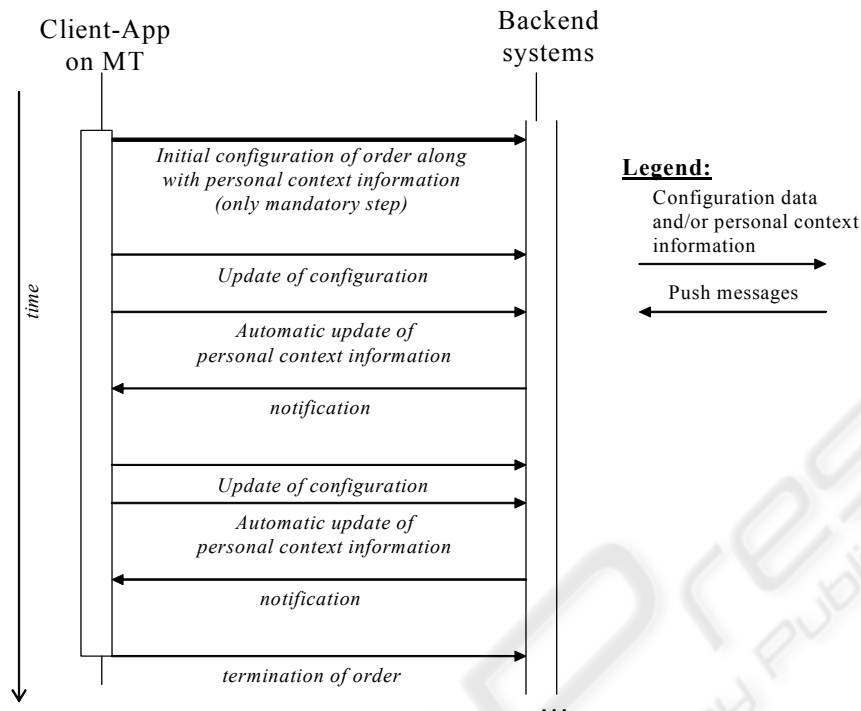 Client-App
on MT
Backend
systems
time
Initial configuration of order along
with personal context information
(only mandatory step)
Update of configuration
Automatic update of
personal context information
notification
Update of configuration
Automatic update of
personal context information
notification
termination of order
...
Legend:
Configuration data
and/or personal context
information
Push messages